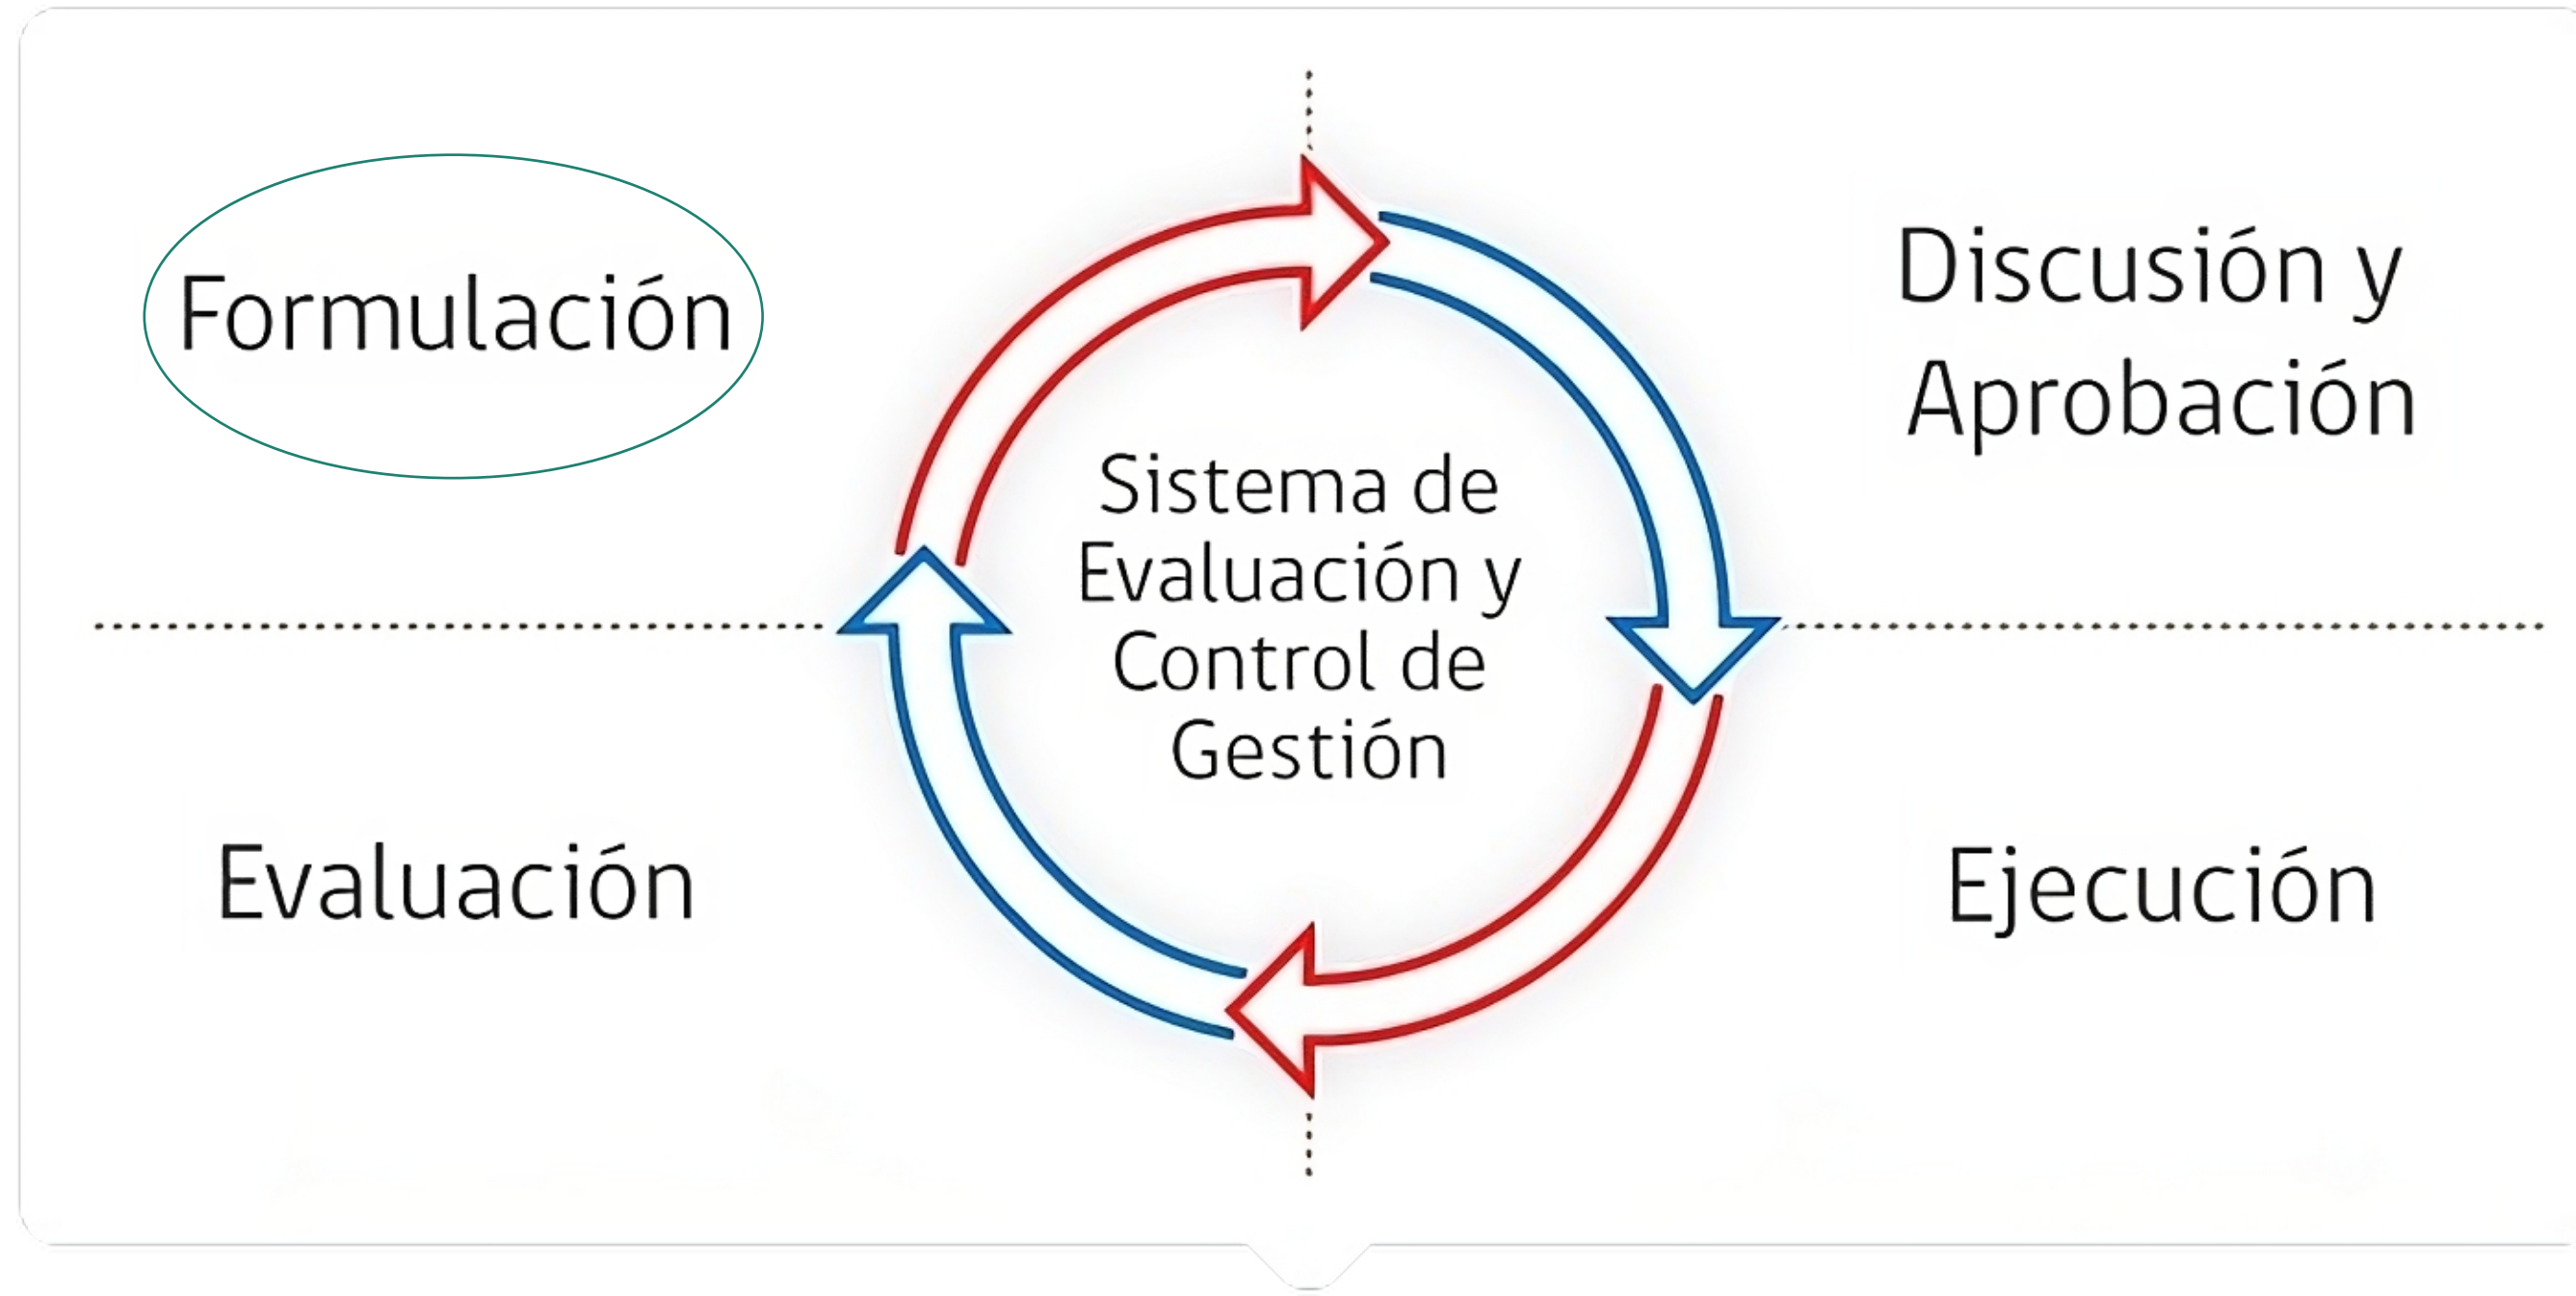 Formulación
Discusión y
Aprobación
Sistema de
Evaluación y
Control de
Gestión
Evaluación
Ejecución